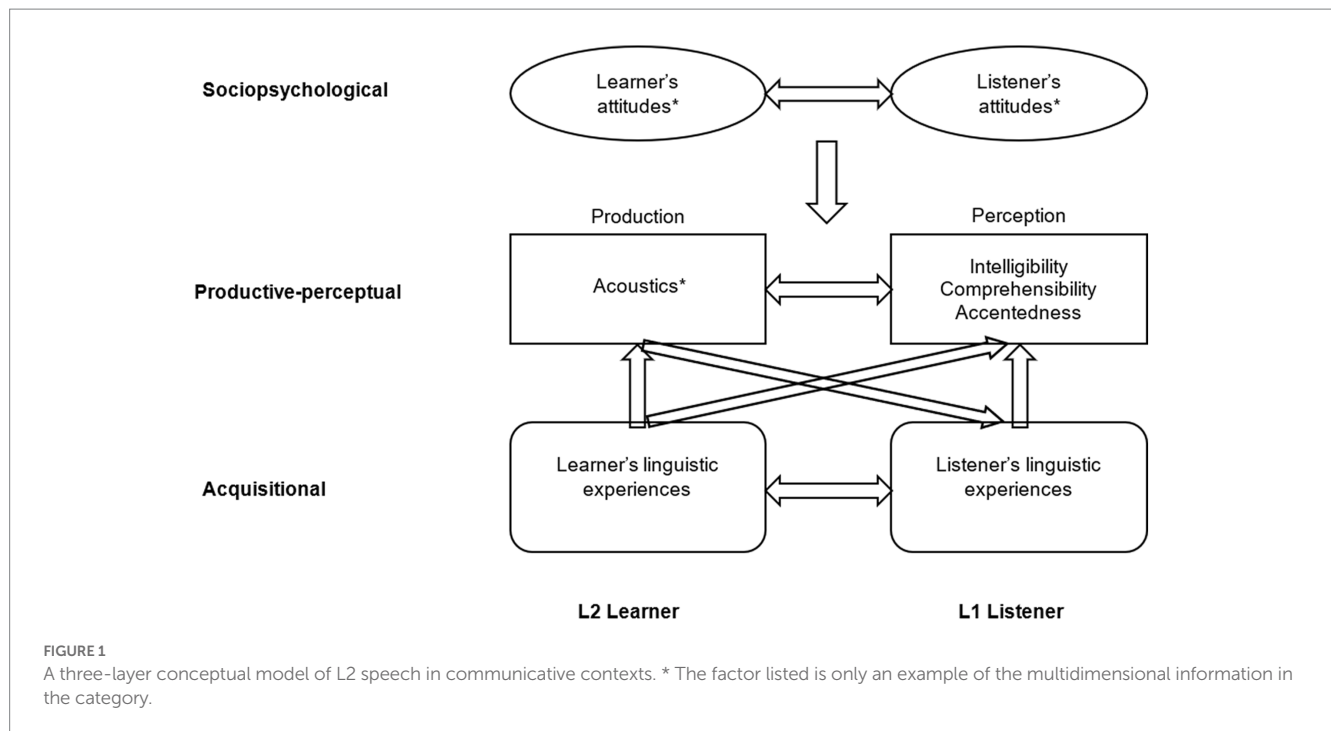 Sociopsychological
Learner's
attitudes*
Listener's
attitudes*
Production
Perception
Productive-perceptual
Acoustics*
Intelligibility
Comprehensibility
Accentedness
Acquisitional
Learner's linguistic
experiences
Listener's linguistic
experiences
L2 Learner
L1 Listener
FIGURE 1
A three-layer conceptual model of L2 speech in communicative contexts. * The factor listed is only an example of the multidimensional information in
the category.